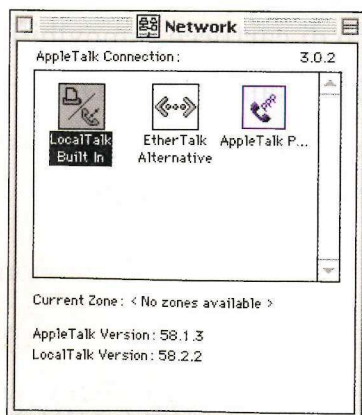 Network
AppleTalk Connection: 3.0.2
LocalTalk Built In
EtherTalk Alternative
AppleTalk P...
PPP
Current Zone: < No zones available >
AppleTalk Version: 58.1.3
LocalTalk Version: 58.2.2